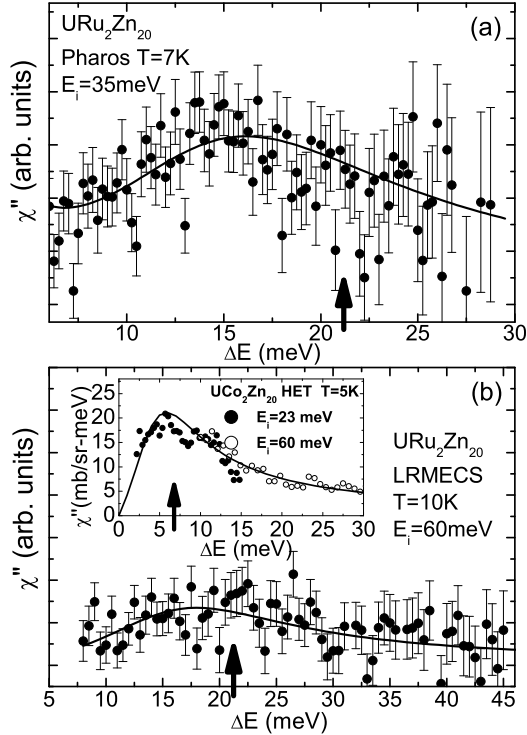 URu2Zn20
(a)
Pharos T=7K
Ei=35meV
χ" (arb. units)
10 15 20 25 30
ΔE (meV)
(b)
UCo2Zn20 HET T=5K
Ei=23 meV
Ei=60 meV
χ"(mb/sr-meV)
25
20
15
10
5
0
0 5 10 15 20 25 30
ΔE (meV)
URu2Zn20
LRMECS
T=10K
Ei=60meV
χ" (arb. units)
5 10 15 20 25 30 35 40 45
ΔE (meV)